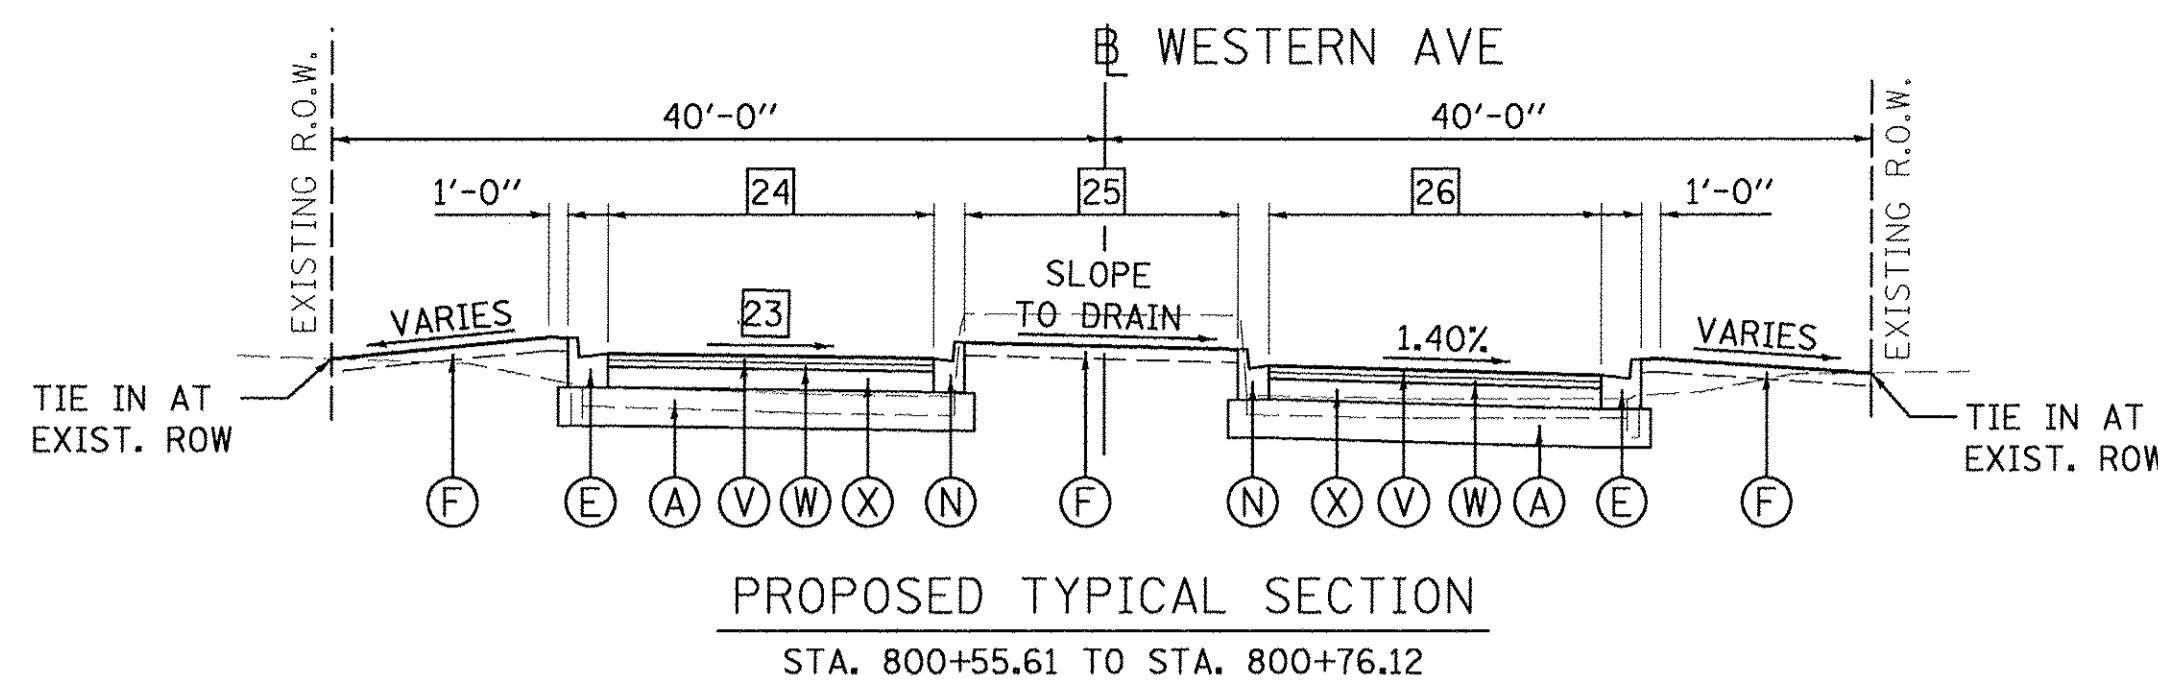 BL WESTERN AVE
EXISTING R.O.W.
40'-0" 40'-0"
EXISTING R.O.W.
1'-0" 24 25 26 1'-0"
SLOPE
TO DRAIN
VARIES 23 1.40% VARIES
TIE IN AT
EXIST. ROW
TIE IN AT
EXIST. ROW
F E A V W X N F N X V W A E F
PROPOSED TYPICAL SECTION
STA. 800+55.61 TO STA. 800+76.12